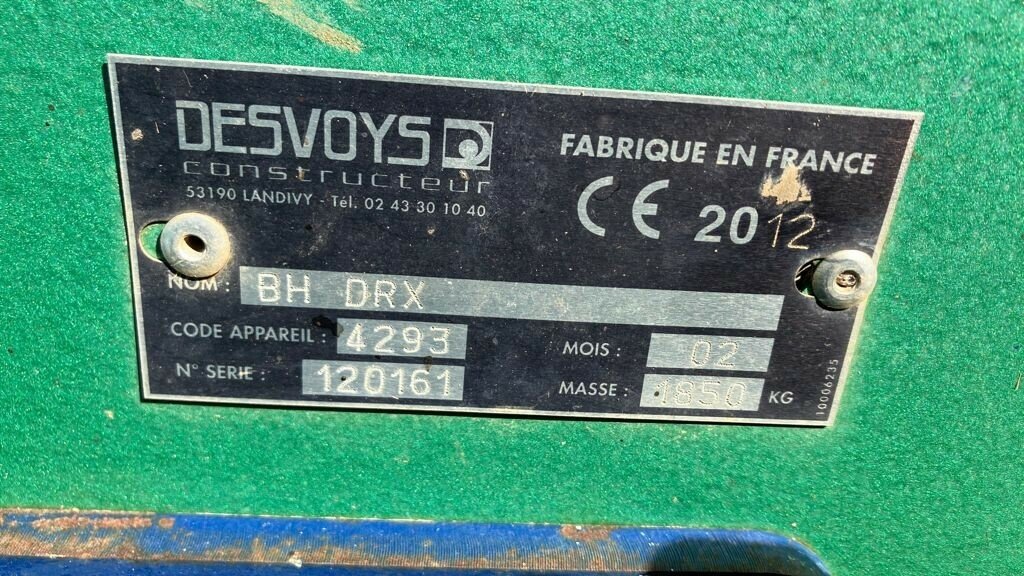 DESVOYS
constructeur
53190 LANDIVY - Tél. 02 43 30 10 40
FABRIQUE EN FRANCE
CE 2012
NOM : BH DRX
CODE APPAREIL : 4293
MOIS : 02
N° SERIE : 120161
MASSE : 1850 KG
10006235